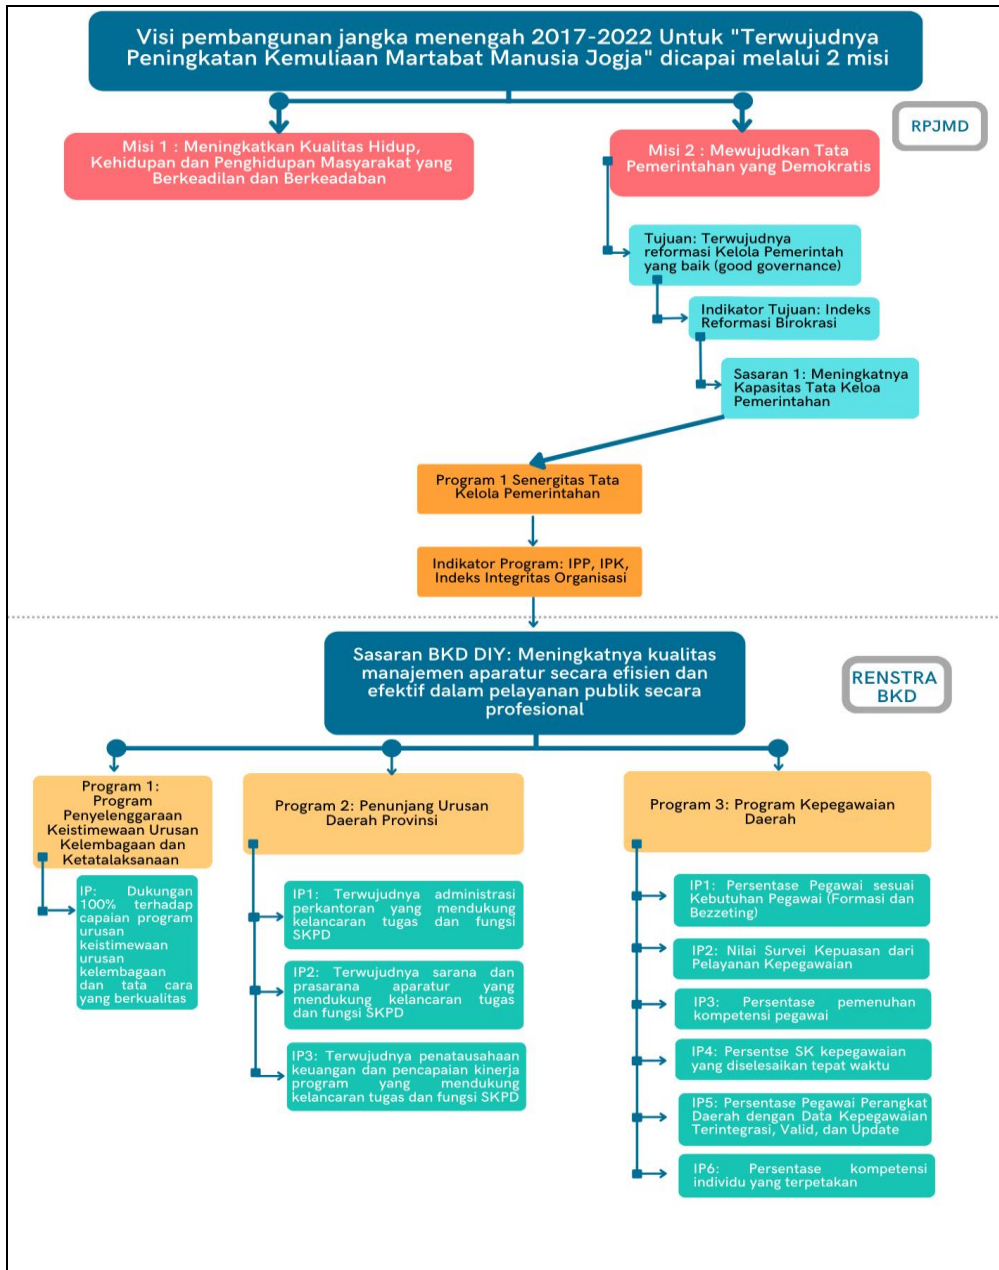 Visi pembangunan jangka menengah 2017-2022 Untuk "Terwujudnya
Peningkatan Kemuliaan Martabat Manusia Jogja" dicapai melalui 2 misi
RPJMD
Misi 1 : Meningkatkan Kualitas Hidup,
Kehidupan dan Penghidupan Masyarakat yang
Berkeadilan dan Berkeadaban
Misi 2 : Mewujudkan Tata
Pemerintahan yang Demokratis
Tujuan: Terwujudnya
reformasi Kelola Pemerintah
yang baik (good governance)
Indikator Tujuan: Indeks
Reformasi Birokrasi
Sasaran 1: Meningkatnya
Kapasitas Tata Keloa
Pemerintahan
Program 1 Senergitas Tata
Kelola Pemerintahan
Indikator Program: IPP, IPK,
Indeks Integritas Organisasi
Sasaran BKD DIY: Meningkatnya kualitas
manajemen aparatur secara efisien dan
efektif dalam pelayanan publik secara
profesional
RENSTRA
BKD
Program 1:
Program
Penyelenggaraan
Keistimewaan Urusan
Kelembagaan dan
Ketatalaksanaan
IP: Dukungan
100% terhadap
capaian program
urusan
keistimewaan
urusan
kelembagaan
dan tata cara
yang berkualitas
Program 2: Penunjang Urusan
Daerah Provinsi
IP1: Terwujudnya administrasi
perkantoran yang mendukung
kelancaran tugas dan fungsi
SKPD
IP2: Terwujudnya sarana dan
prasarana aparatur yang
mendukung kelancaran tugas
dan fungsi SKPD
IP3: Terwujudnya penatausahaan
keuangan dan pencapaian kinerja
program yang mendukung
kelancaran tugas dan fungsi SKPD
Program 3: Program Kepegawaian
Daerah
IP1: Persentase Pegawai sesuai
Kebutuhan Pegawai (Formasi dan
Bezzeting)
IP2: Nilai Survei Kepuasan dari
Pelayanan Kepegawaian
IP3: Persentase pemenuhan
kompetensi pegawai
IP4: Persentse SK kepegawaian
yang diselesaikan tepat waktu
IP5: Persentase Pegawai Perangkat
Daerah dengan Data Kepegawaian
Terintegrasi, Valid, dan Update
IP6: Persentase kompetensi
individu yang terpetakan